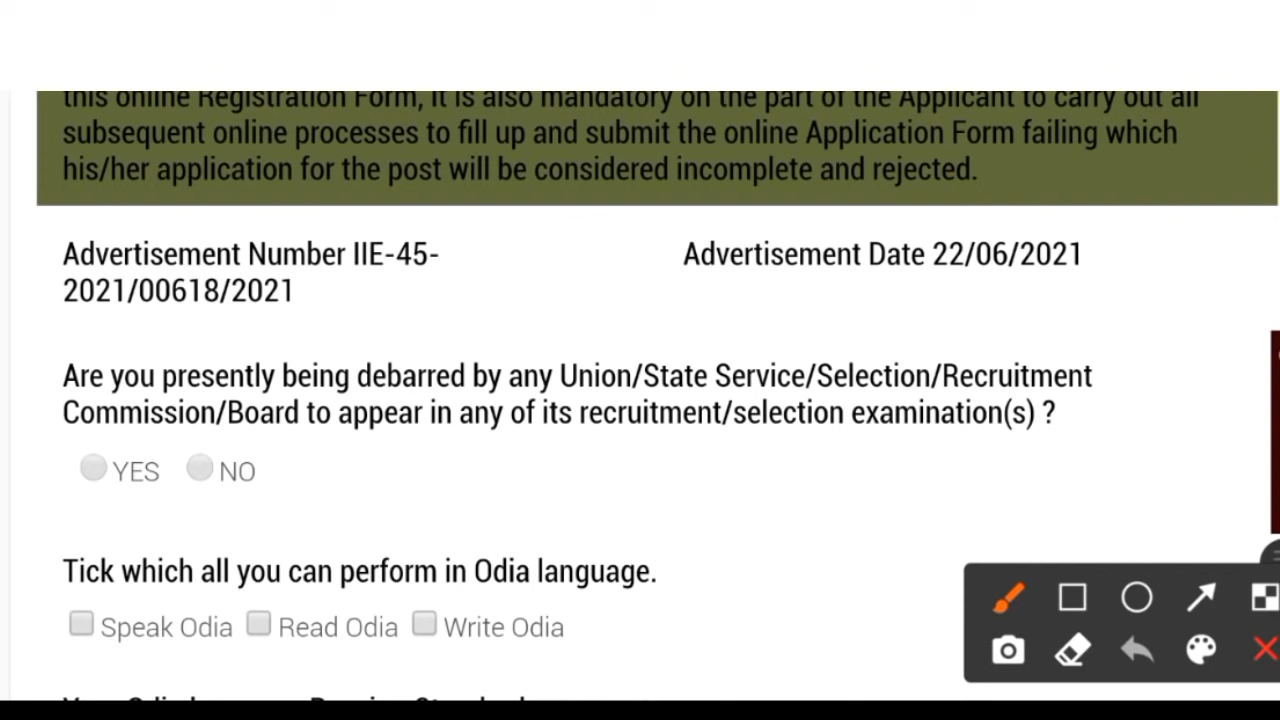 this online Registration Form, it is also mandatory on the part of the Applicant to carry out all
subsequent online processes to fill up and submit the online Application Form failing which
his/her application for the post will be considered incomplete and rejected.
Advertisement Number IIE-45-
2021/00618/2021
Advertisement Date 22/06/2021
Are you presently being debarred by any Union/State Service/Selection/Recruitment
Commission/Board to appear in any of its recruitment/selection examination(s) ?
YES NO
Tick which all you can perform in Odia language.
Speak Odia Read Odia Write Odia